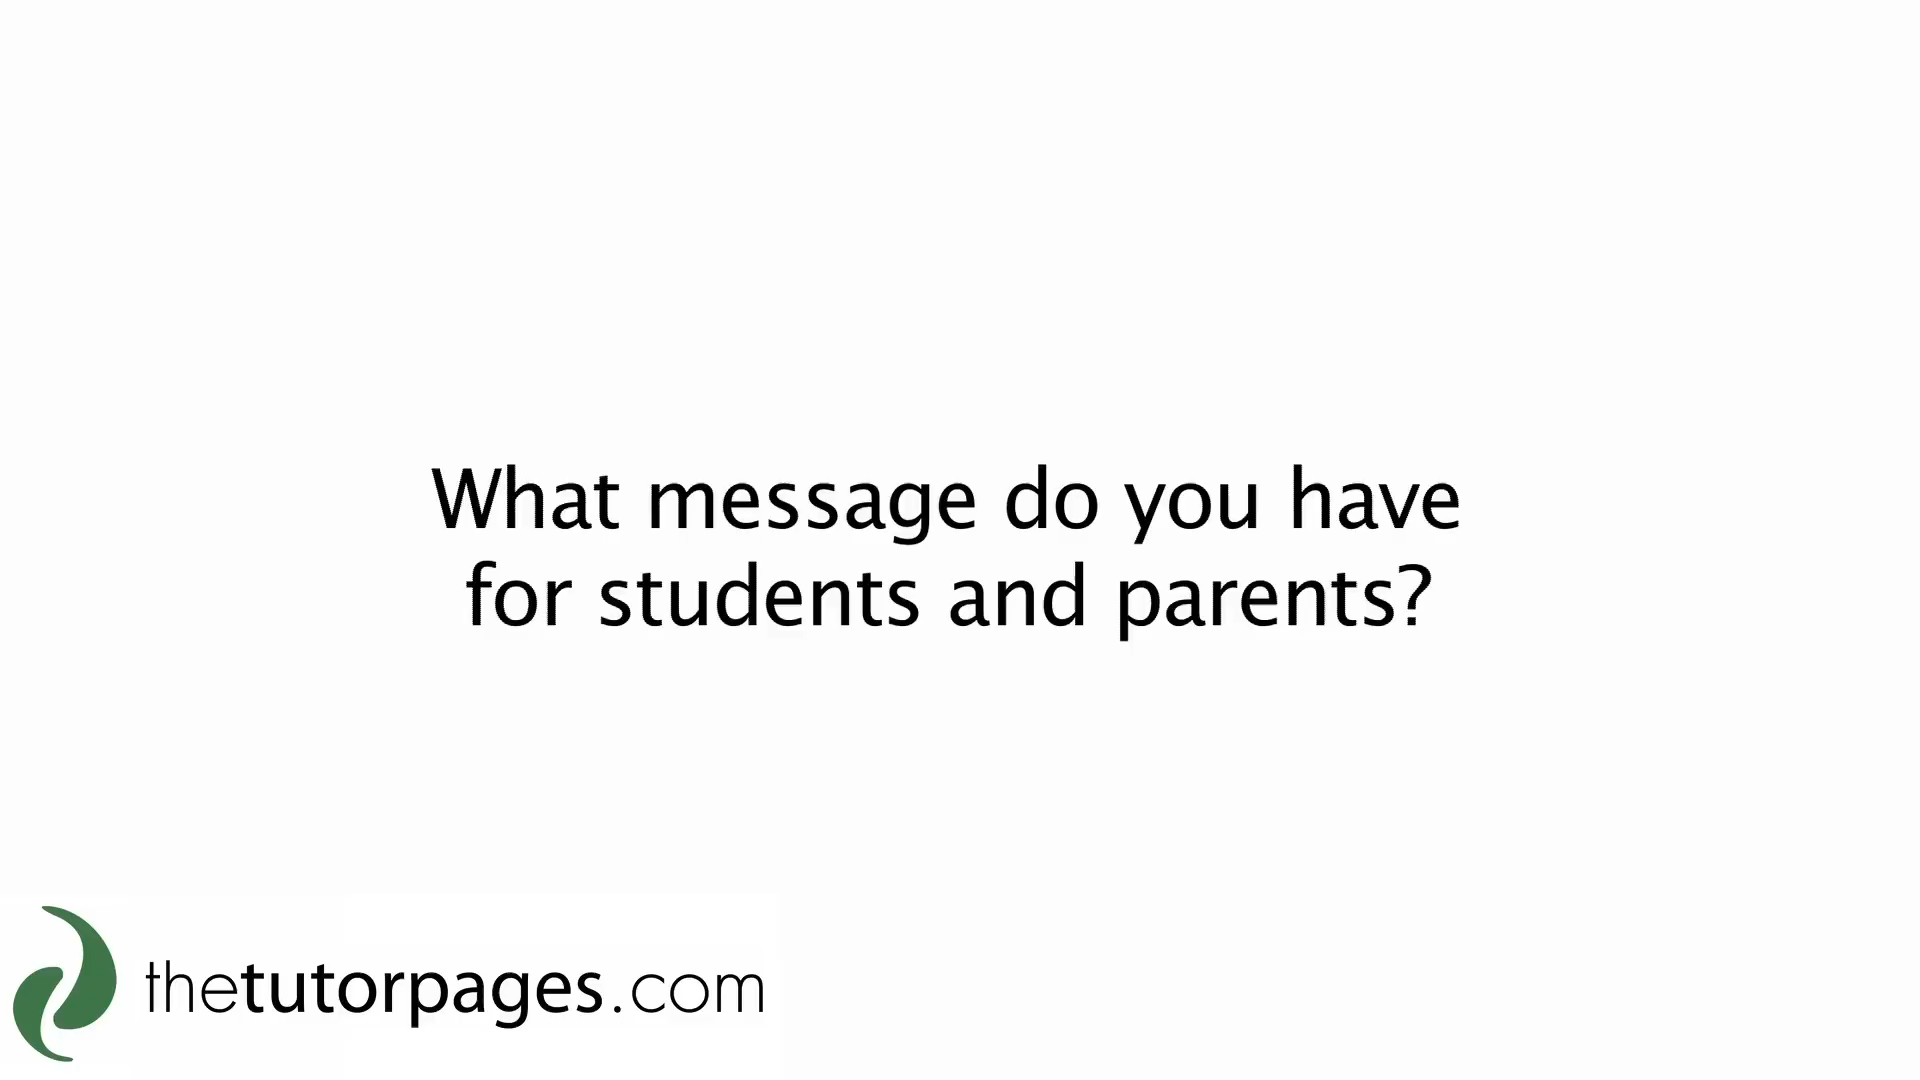 What message do you have
for students and parents?
thetutorpages.com